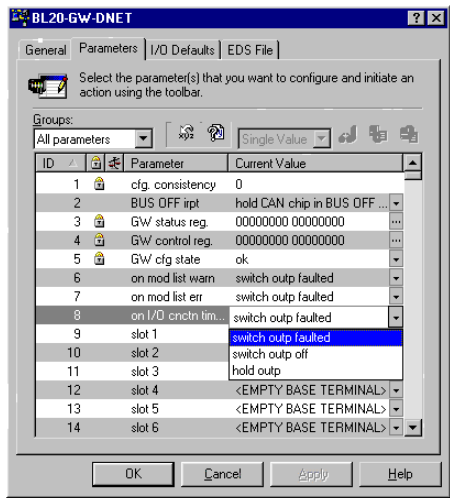 BL20-GW-DNET
General Parameters I/O Defaults EDS File
Select the parameter(s) that you want to configure and initiate an
action using the toolbar.
Groups:
All parameters xyz Single Value
ID Parameter Current Value
1 cfg. consistency 0
2 BUS OFF irpt hold CAN chip in BUS OFF ...
3 GW status reg. 00000000 00000000 ...
4 GW control reg. 00000000 00000000 ...
5 GW cfg state ok
6 on mod list warn switch outp faulted
7 on mod list err switch outp faulted
8 on I/O cnctn tim... switch outp faulted
9 slot 1 switch outp faulted
10 slot 2 switch outp off
11 slot 3 hold outp
12 slot 4 <EMPTY BASE TERMINAL>
13 slot 5 <EMPTY BASE TERMINAL>
14 slot 6 <EMPTY BASE TERMINAL>
OK Cancel Apply Help